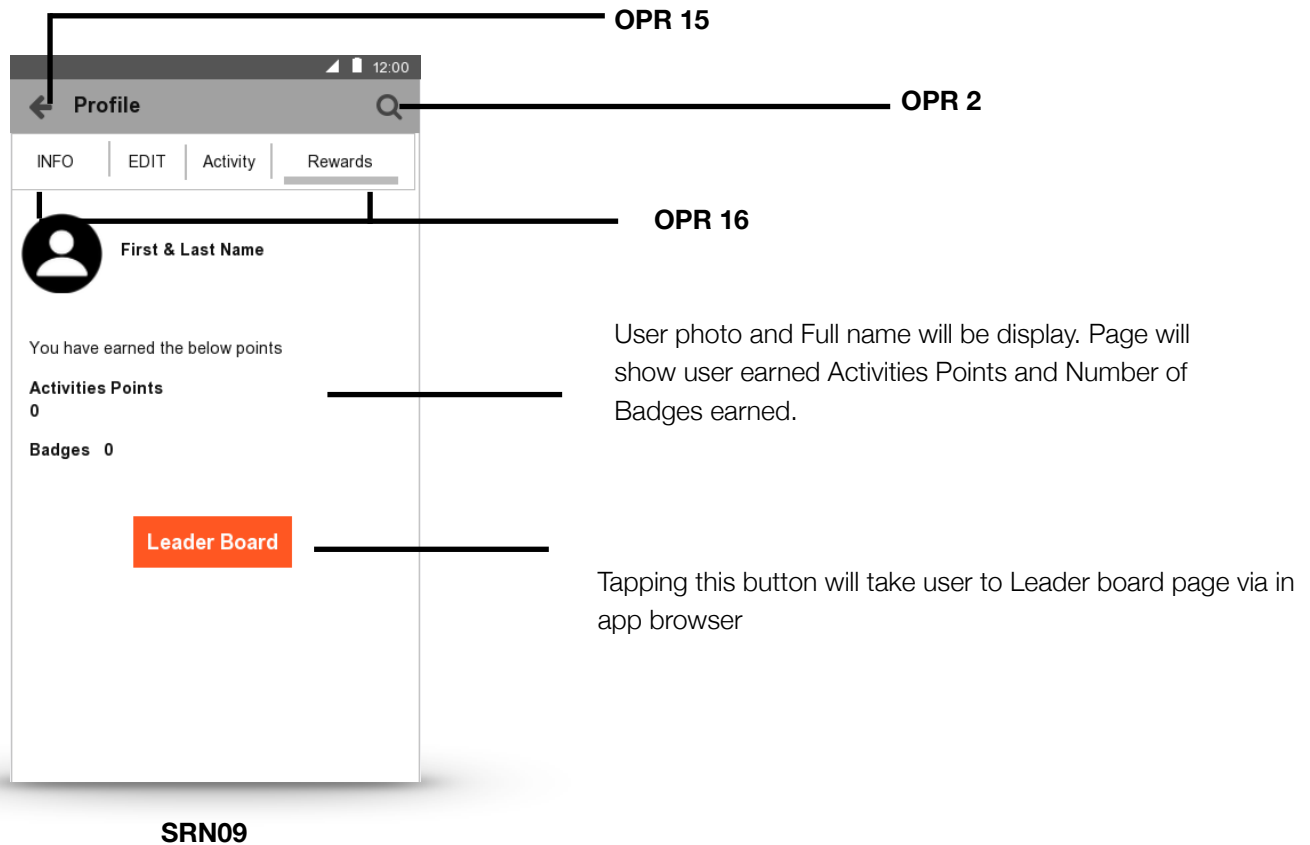 OPR 15
12:00
Profile
OPR 2
INFO EDIT Activity Rewards
OPR 16
First & Last Name
You have earned the below points
Activities Points
0
Badges 0
User photo and Full name will be display. Page will
show user earned Activities Points and Number of
Badges earned.
Leader Board
Tapping this button will take user to Leader board page via in
app browser
SRN09